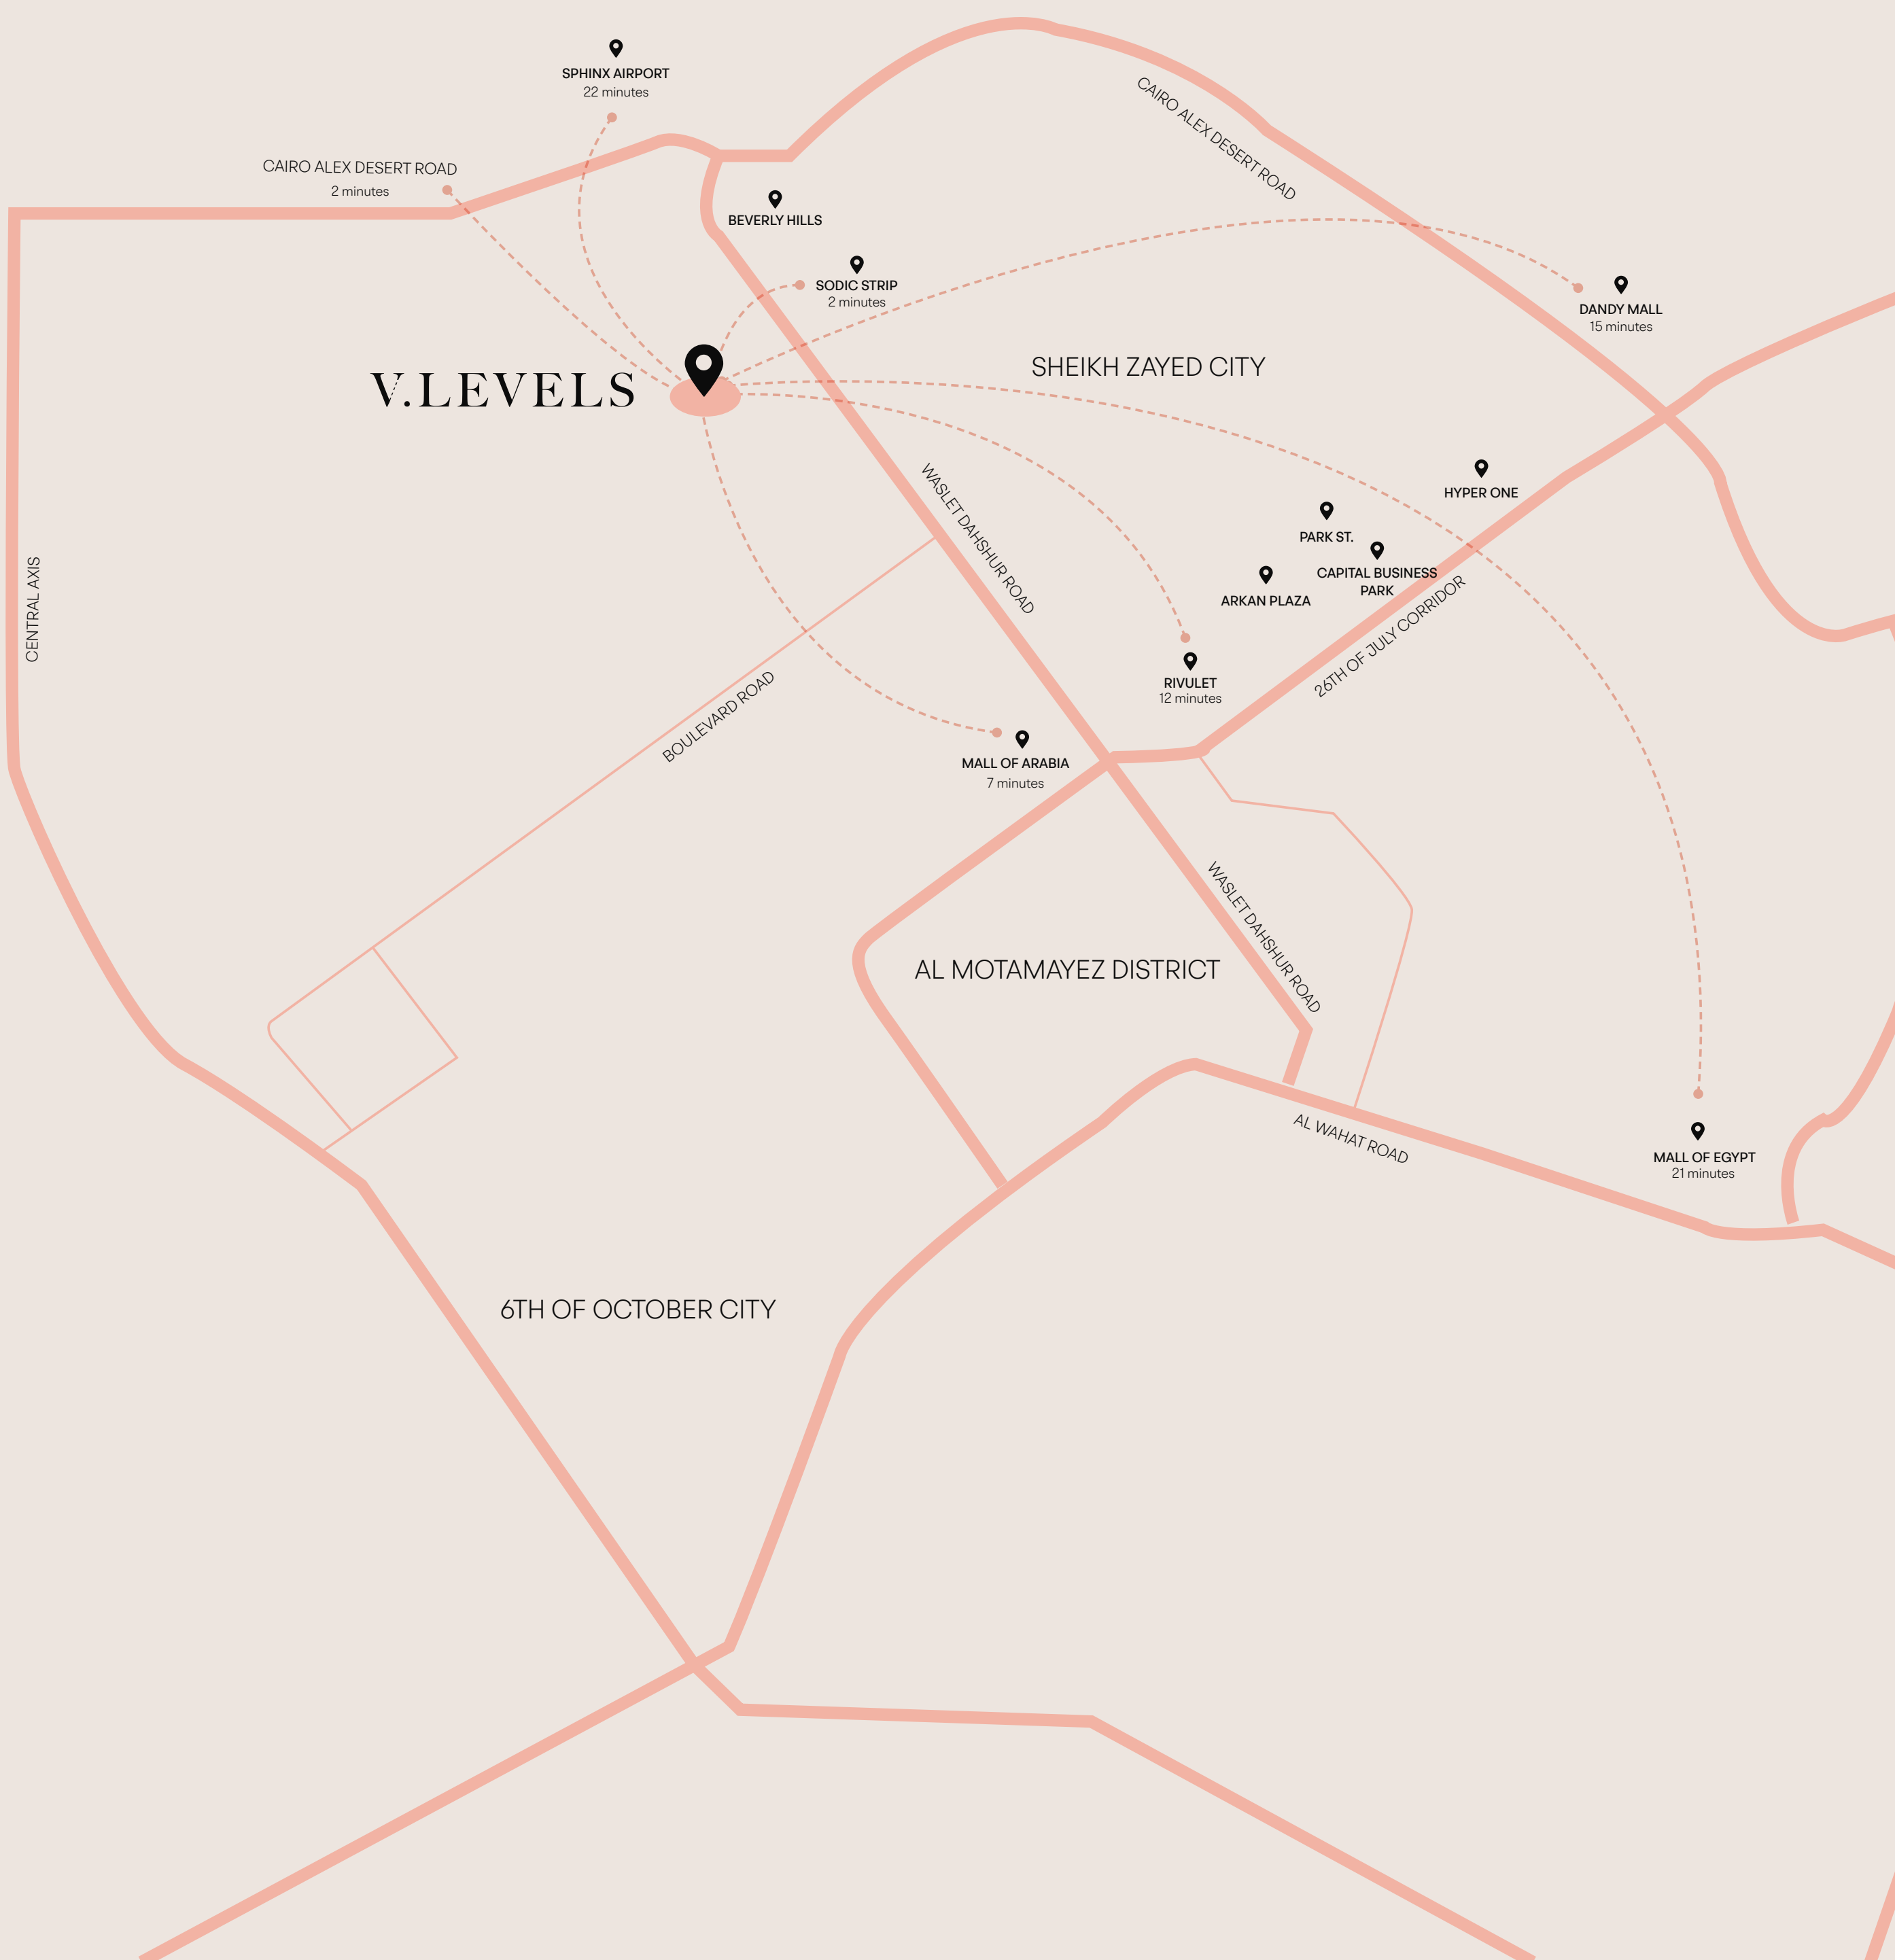 SPHINX AIRPORT
22 minutes
CAIRO ALEX DESERT ROAD
CAIRO ALEX DESERT ROAD
2 minutes
BEVERLY HILLS
SODIC STRIP
2 minutes
DANDY MALL
15 minutes
V.LEVELS
SHEIKH ZAYED CITY
HYPER ONE
WASLET DAHSHUR ROAD
PARK ST.
CAPITAL BUSINESS
PARK
ARKAN PLAZA
CENTRAL AXIS
26TH OF JULY CORRIDOR
RIVULET
12 minutes
BOULEVARD ROAD
MALL OF ARABIA
7 minutes
WASLET DAHSHUR ROAD
AL MOTAMAYEZ DISTRICT
AL WAHAT ROAD
MALL OF EGYPT
21 minutes
6TH OF OCTOBER CITY